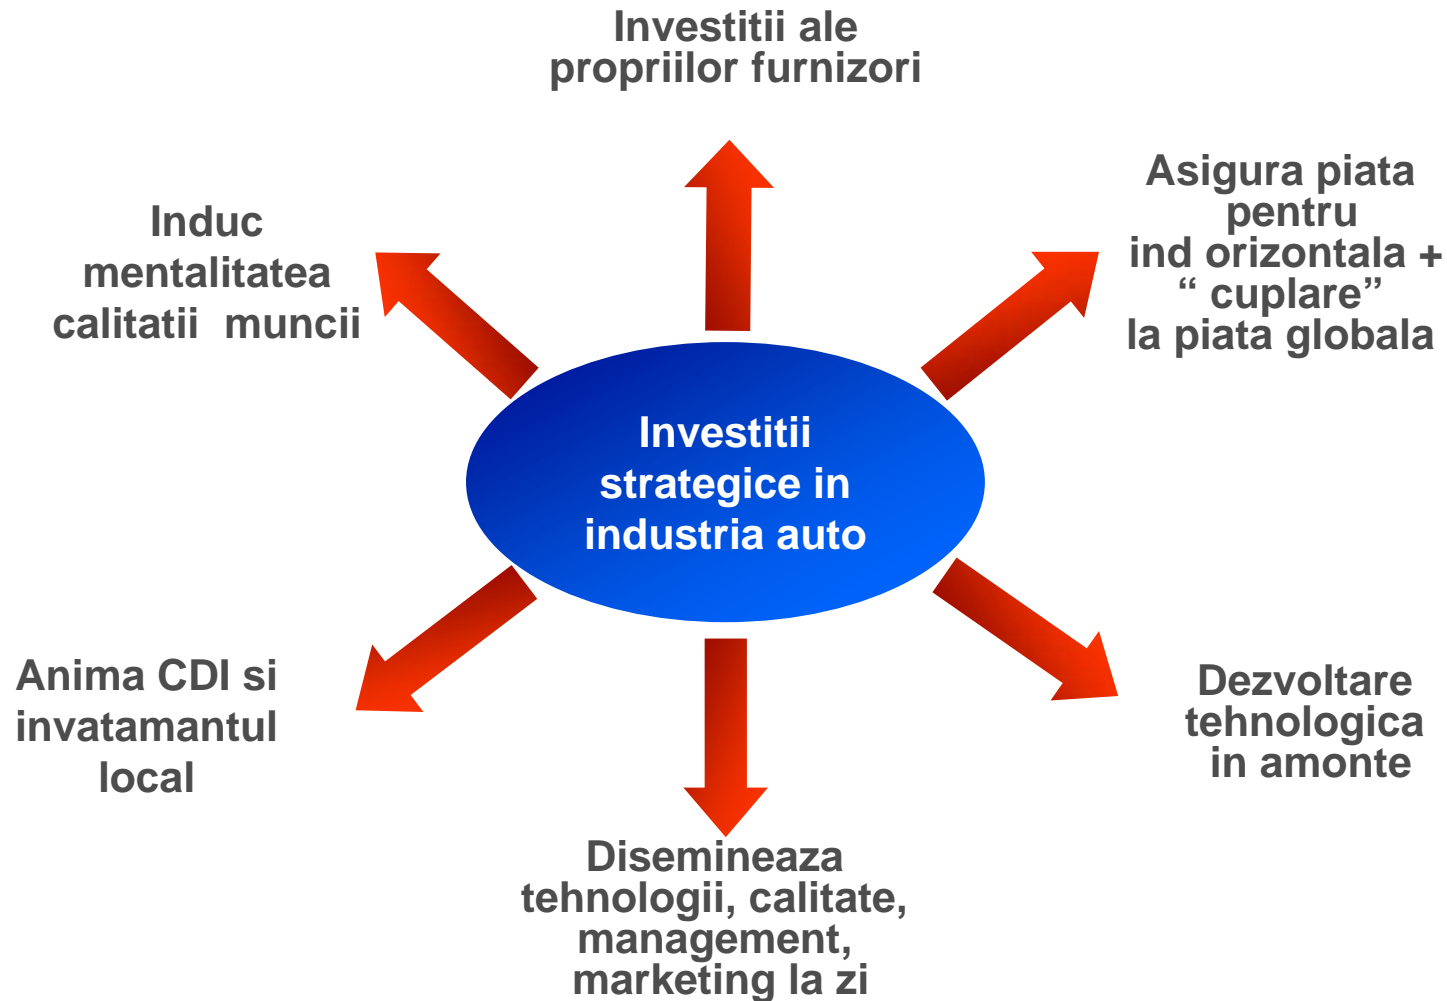 Investitii ale
propriilor furnizori
Asigura piata
pentru
ind orizontala +
“ cuplare”
la piata globala
Induc
mentalitatea
calitatii muncii
Investitii
strategice in
industria auto
Anima CDI si
invatamantul
local
Dezvoltare
tehnologica
in amonte
Disemineaza
tehnologii, calitate,
management,
marketing la zi